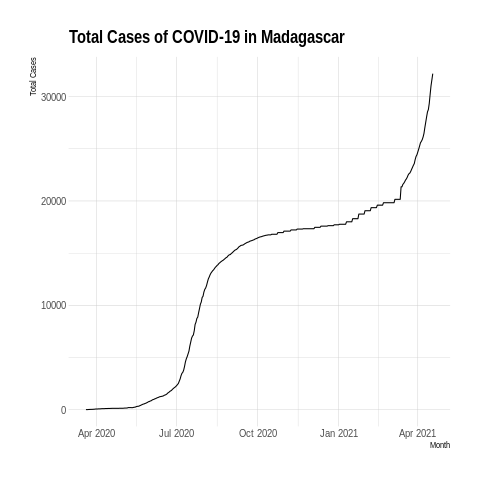 Total Cases of COVID-19 in Madagascar
Total Cases
30000
20000
10000
0
Apr 2020 Jul 2020 Oct 2020 Jan 2021 Apr 2021
Month